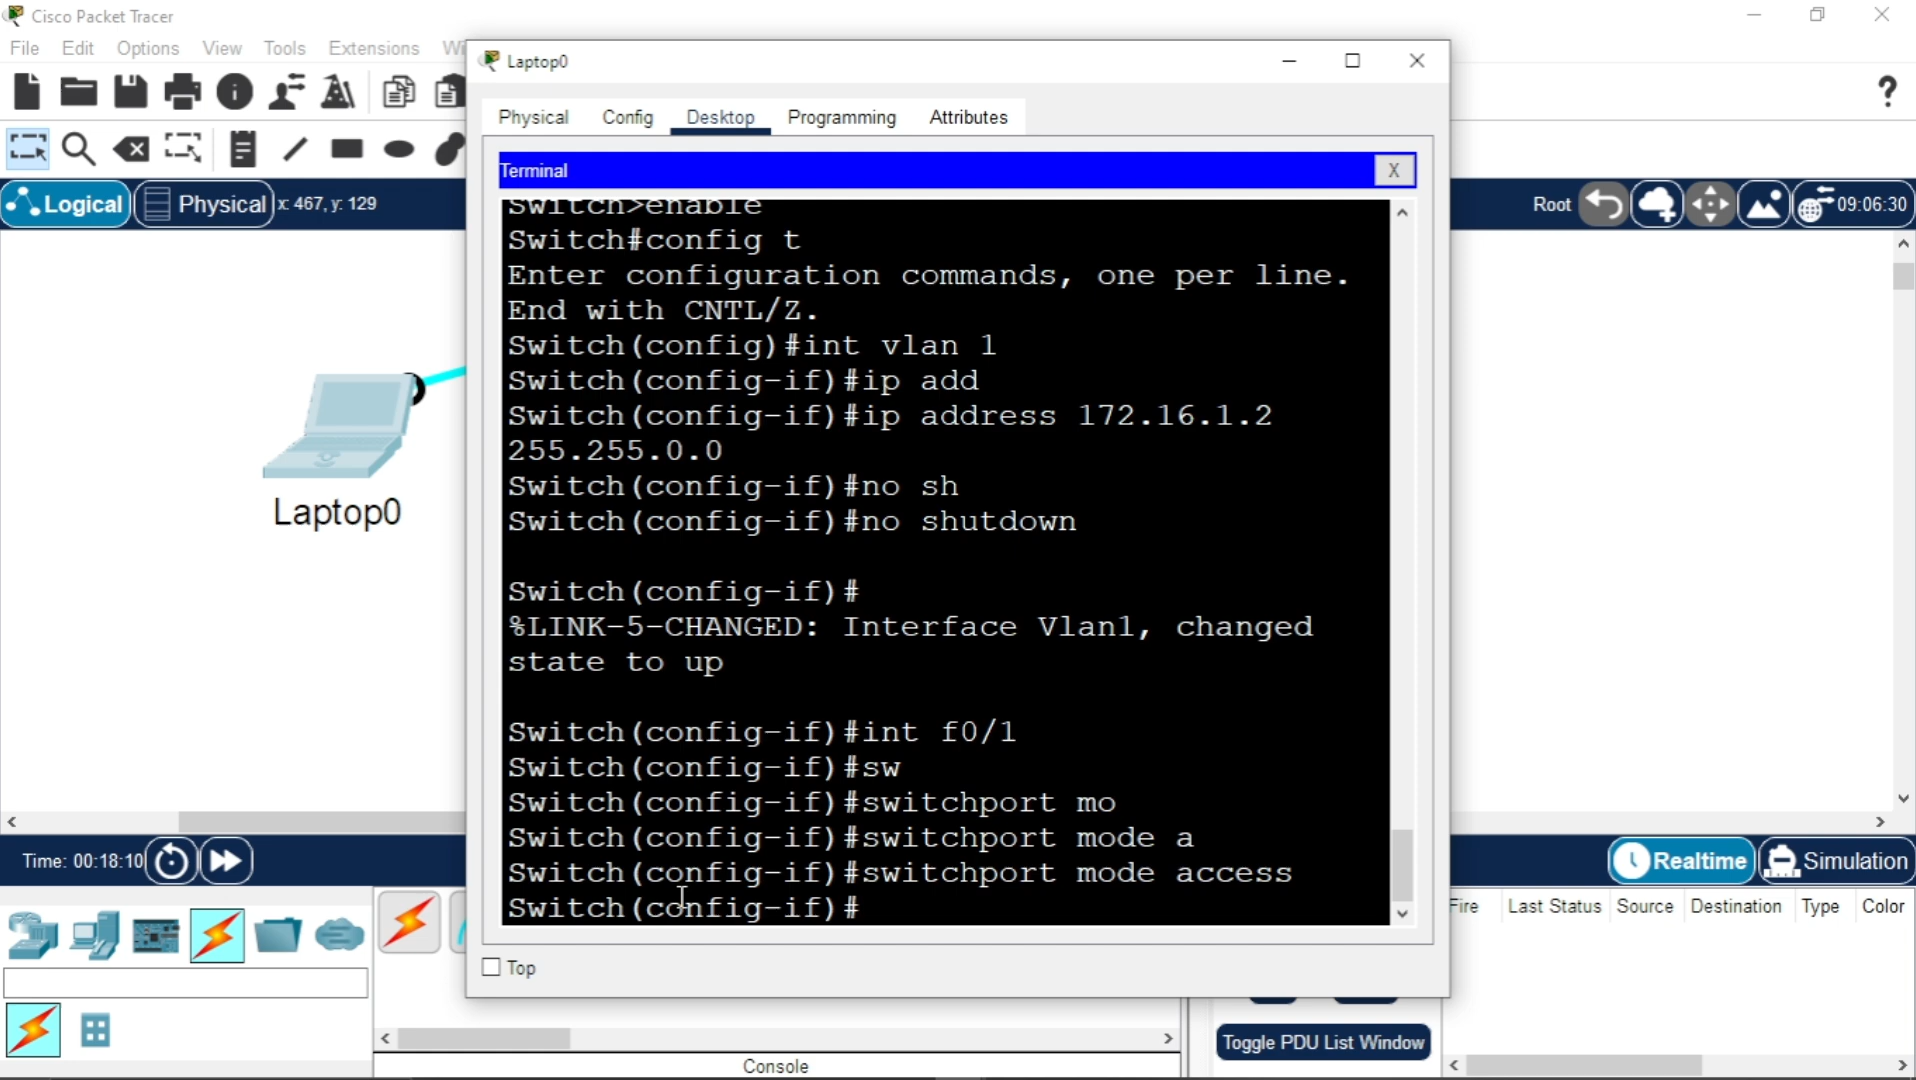 Cisco Packet Tracer
File Edit Options View Tools Extensions Wi
Laptop0
Physical Config Desktop Programming Attributes
Terminal X
Logical Physical x: 467, y: 129
Root 09:06:30
Switch>enable
Switch#config t
Enter configuration commands, one per line.
End with CNTL/Z.
Switch(config)#int vlan 1
Switch(config-if)#ip add
Switch(config-if)#ip address 172.16.1.2
255.255.0.0
Switch(config-if)#no sh
Switch(config-if)#no shutdown
Switch(config-if)#
%LINK-5-CHANGED: Interface Vlan1, changed
state to up
Switch(config-if)#int f0/1
Switch(config-if)#sw
Switch(config-if)#switchport mo
Switch(config-if)#switchport mode a
Switch(config-if)#switchport mode access
Switch(config-if)#
Laptop0
Time: 00:18:10
Realtime Simulation
Fire Last Status Source Destination Type Color
Top
Toggle PDU List Window
Console